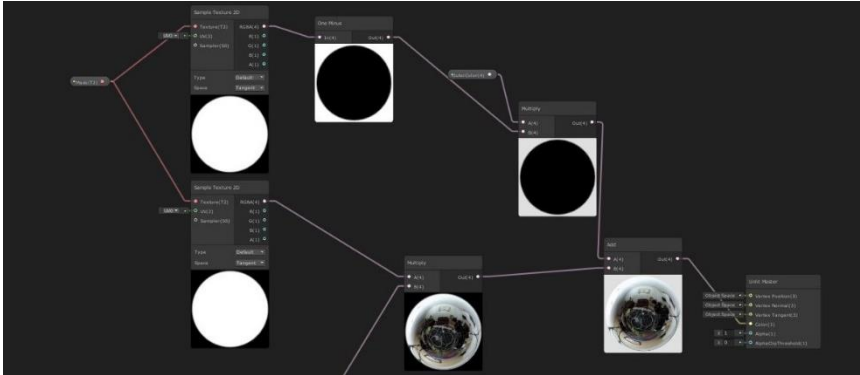 Sample Texture 2D
Texture(T2)
RGBA(4)
UV(2)
R(1)
Sampler(SS)
G(1)
B(1)
A(1)
Type
Default
Space
Tangent
One Minus
In(4)
Out(4)
Multiply
A(4)
Out(4)
B(4)
Sample Texture 2D
Texture(T2)
RGBA(4)
UV(2)
R(1)
Sampler(SS)
G(1)
B(1)
A(1)
Type
Default
Space
Tangent
Multiply
A(4)
Out(4)
B(4)
Add
A(4)
Out(4)
B(4)
Unlit Master
Object Space
Vertex Position(3)
Object Space
Vertex Normal(3)
Object Space
Vertex Tangent(3)
Color(3)
X 1
Alpha(1)
X 0
AlphaClipThreshold(1)